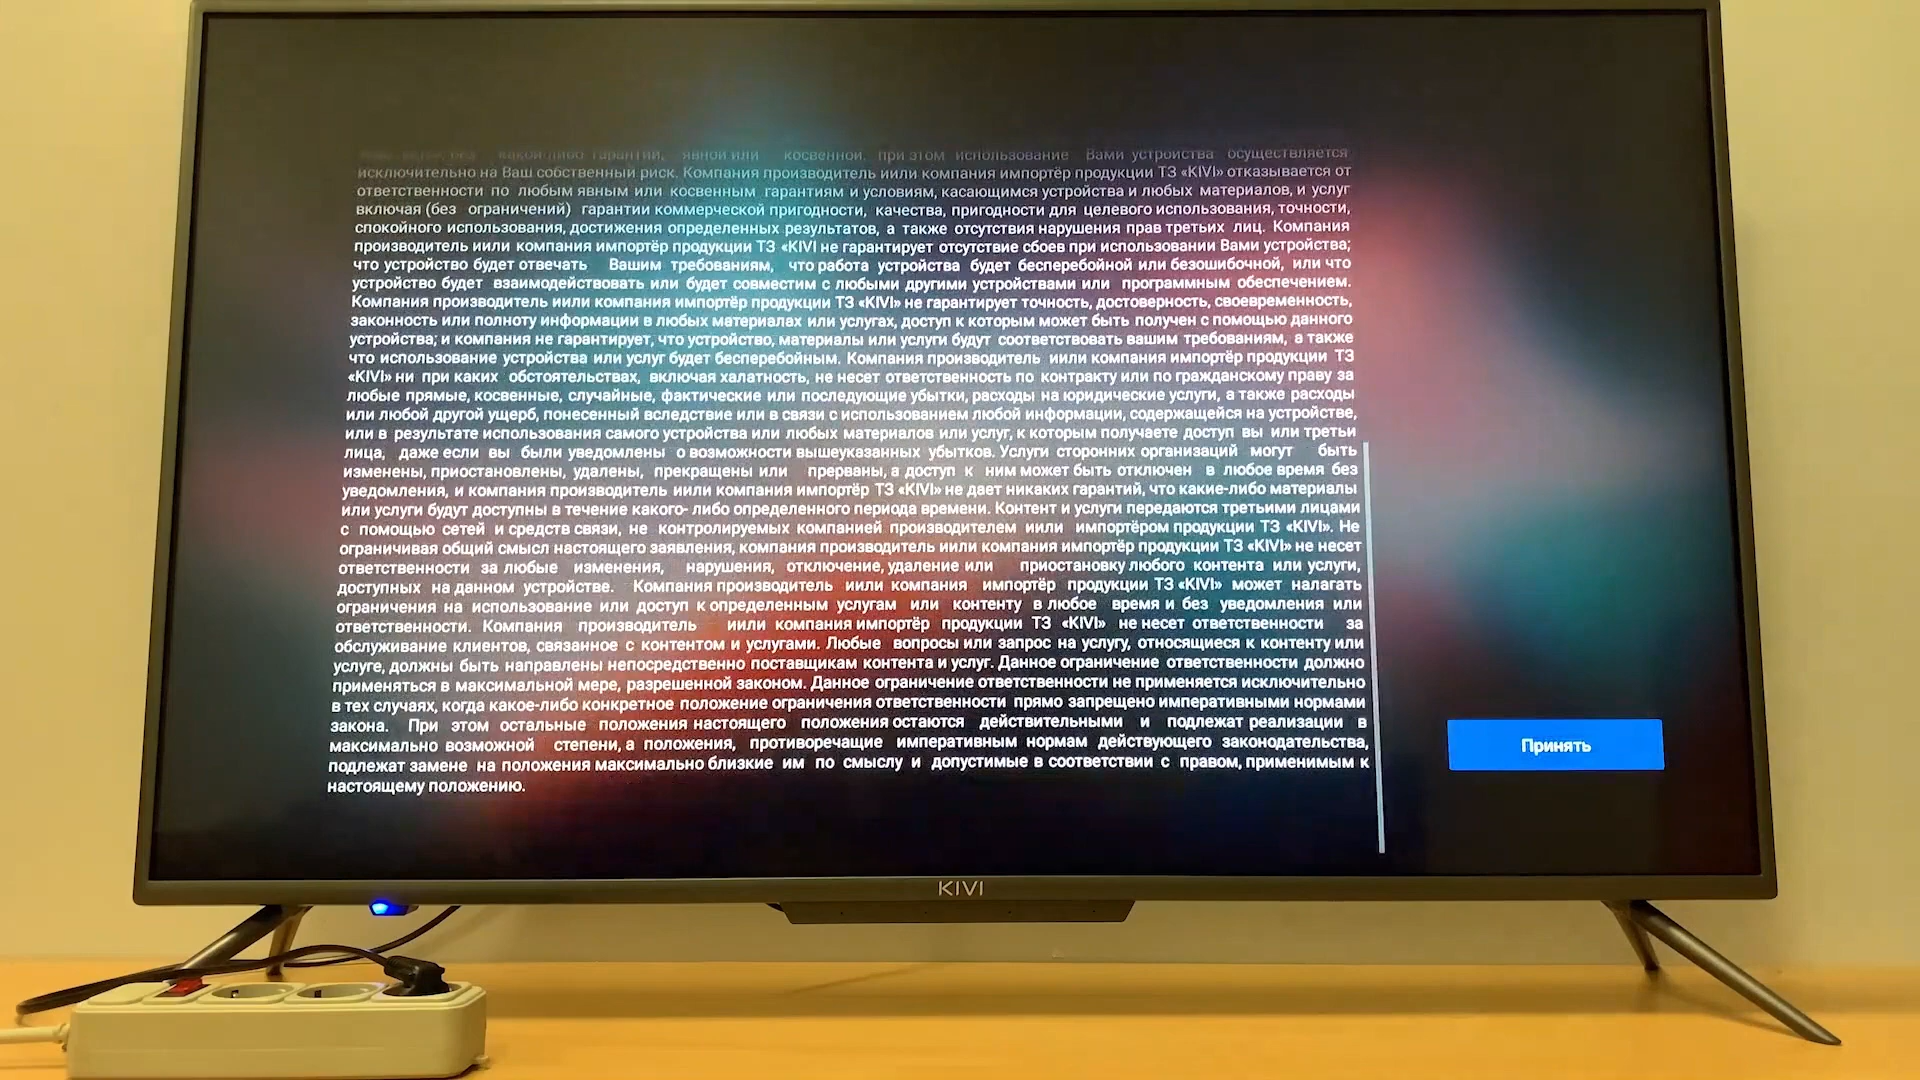 какой-либо гарантии, явной или косвенной, при этом использование Вами устройства осуществляется
исключительно на Ваш собственный риск. Компания производитель иили компания импортёр продукции ТЗ «KIVI» отказывается от
ответственности по любым явным или косвенным гарантиям и условиям, касающимся устройства и любых материалов, и услуг
включая (без ограничений) гарантии коммерческой пригодности, качества, пригодности для целевого использования, точности,
спокойного использования, достижения определенных результатов, а также отсутствия нарушения прав третьих лиц. Компания
производитель иили компания импортёр продукции ТЗ «KIVI не гарантирует отсутствие сбоев при использовании Вами устройства;
что устройство будет отвечать Вашим требованиям, что работа устройства будет бесперебойной или безошибочной, или что
устройство будет взаимодействовать или будет совместим с любыми другими устройствами или программным обеспечением.
Компания производитель иили компания импортёр продукции ТЗ «KIVI» не гарантирует точность, достоверность, своевременность,
законность или полноту информации в любых материалах или услугах, доступ к которым может быть получен с помощью данного
устройства; и компания не гарантирует, что устройство, материалы или услуги будут соответствовать вашим требованиям, а также
что использование устройства или услуг будет бесперебойным. Компания производитель иили компания импортёр продукции ТЗ
«KIVI» ни при каких обстоятельствах, включая халатность, не несет ответственность по контракту или по гражданскому праву за
любые прямые, косвенные, случайные, фактические или последующие убытки, расходы на юридические услуги, а также расходы
или любой другой ущерб, понесенный вследствие или в связи с использованием любой информации, содержащейся на устройстве,
или в результате использования самого устройства или любых материалов или услуг, к которым получаете доступ вы или третьи
лица, даже если вы были уведомлены о возможности вышеуказанных убытков. Услуги сторонних организаций могут быть
изменены, приостановлены, удалены, прекращены или прерваны, а доступ к ним может быть отключен в любое время без
уведомления, и компания производитель иили компания импортёр ТЗ «KIVI» не дает никаких гарантий, что какие-либо материалы
или услуги будут доступны в течение какого- либо определенного периода времени. Контент и услуги передаются третьими лицами
с помощью сетей и средств связи, не контролируемых компанией производителем иили импортёром продукции ТЗ «KIVI». Не
ограничивая общий смысл настоящего заявления, компания производитель иили компания импортёр продукции ТЗ «KIVI» не несет
ответственности за любые изменения, нарушения, отключение, удаление или приостановку любого контента или услуги,
доступных на данном устройстве. Компания производитель иили компания импортёр продукции ТЗ «KIVI» может налагать
ограничения на использование или доступ к определенным услугам или контенту в любое время и без уведомления или
ответственности. Компания производитель иили компания импортёр продукции ТЗ «KIVI» не несет ответственности за
обслуживание клиентов, связанное с контентом и услугами. Любые вопросы или запрос на услугу, относящиеся к контенту или
услуге, должны быть направлены непосредственно поставщикам контента и услуг. Данное ограничение ответственности должно
применяться в максимальной мере, разрешенной законом. Данное ограничение ответственности не применяется исключительно
в тех случаях, когда какое-либо конкретное положение ограничения ответственности прямо запрещено императивными нормами
закона. При этом остальные положения настоящего положения остаются действительными и подлежат реализации в
максимально возможной степени, а положения, противоречащие императивным нормам действующего законодательства,
подлежат замене на положения максимально близкие им по смыслу и допустимые в соответствии с правом, применимым к
настоящему положению.
Принять
KIVI